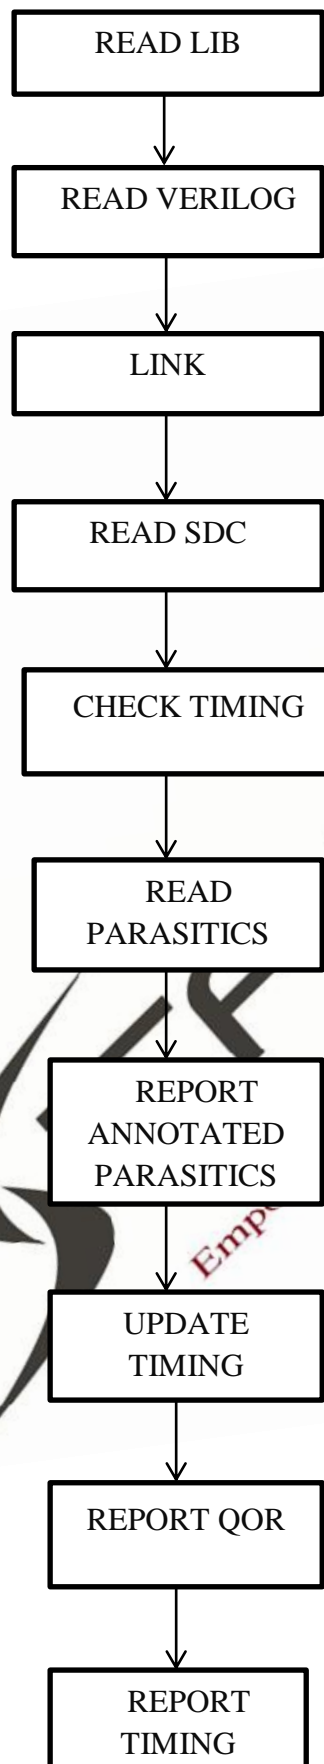 READ LIB
READ VERILOG
LINK
READ SDC
CHECK TIMING
READ
PARASITICS
REPORT
ANNOTATED
PARASITICS
UPDATE
TIMING
REPORT QOR
REPORT
TIMING